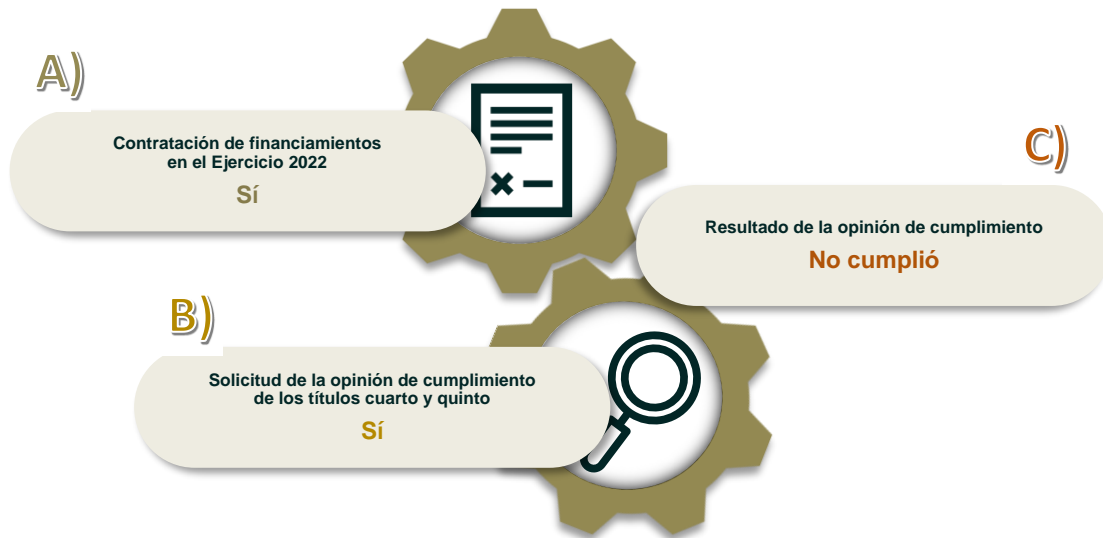 A)
Contratación de financiamientos
en el Ejercicio 2022
Sí
B)
Solicitud de la opinión de cumplimiento
de los títulos cuarto y quinto
Sí
C)
Resultado de la opinión de cumplimiento
No cumplió